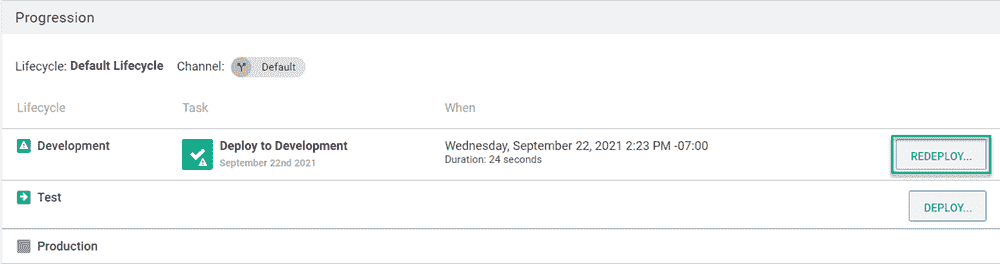 Progression
Lifecycle: Default Lifecycle Channel: Default
Lifecycle Task When
Development Deploy to Development Wednesday, September 22, 2021 2:23 PM -07:00 REDEPLOY...
September 22nd 2021 Duration: 24 seconds
Test DEPLOY...
Production